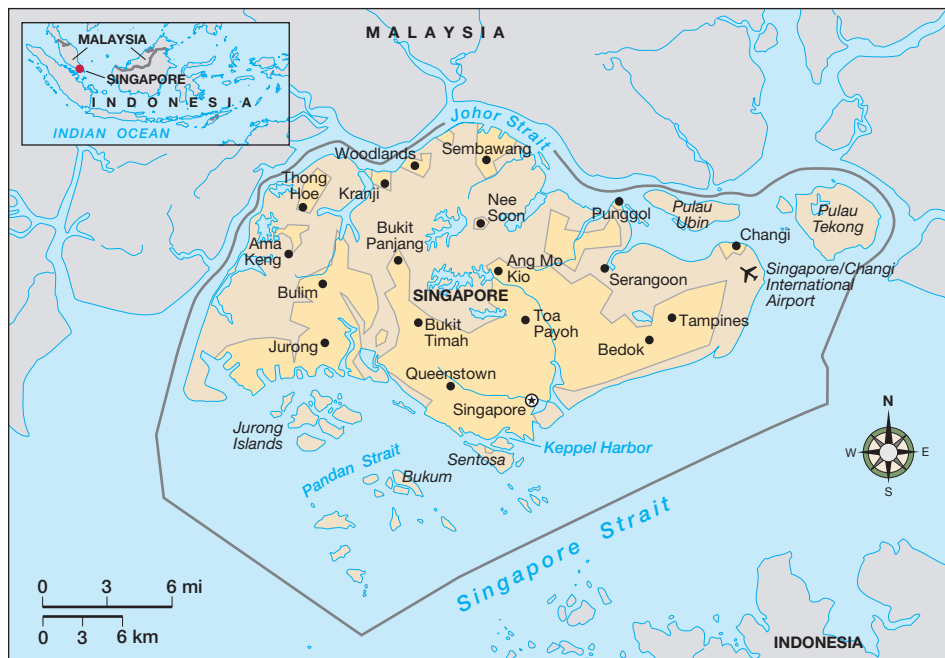 MALAYSIA
MALAYSIA
SINGAPORE
INDONESIA
INDIAN OCEAN
Johor Strait
Woodlands
Sembawang
Thong
Hoe
Kranji
Nee
Soon
Punggol
Pulau
Ubin
Pulau
Tekong
Ama
Keng
Bukit
Panjang
Changi
Ang Mo
Kio
Serangoon
Singapore/Changi
International
Airport
Bulim
SINGAPORE
Bukit
Timah
Toa
Payoh
Tampines
Jurong
Bedok
Queenstown
Singapore
Jurong
Islands
Keppel Harbor
Sentosa
Pandan Strait
Bukum
Singapore Strait
N
W
E
S
0 3 6 mi
0 3 6 km
INDONESIA